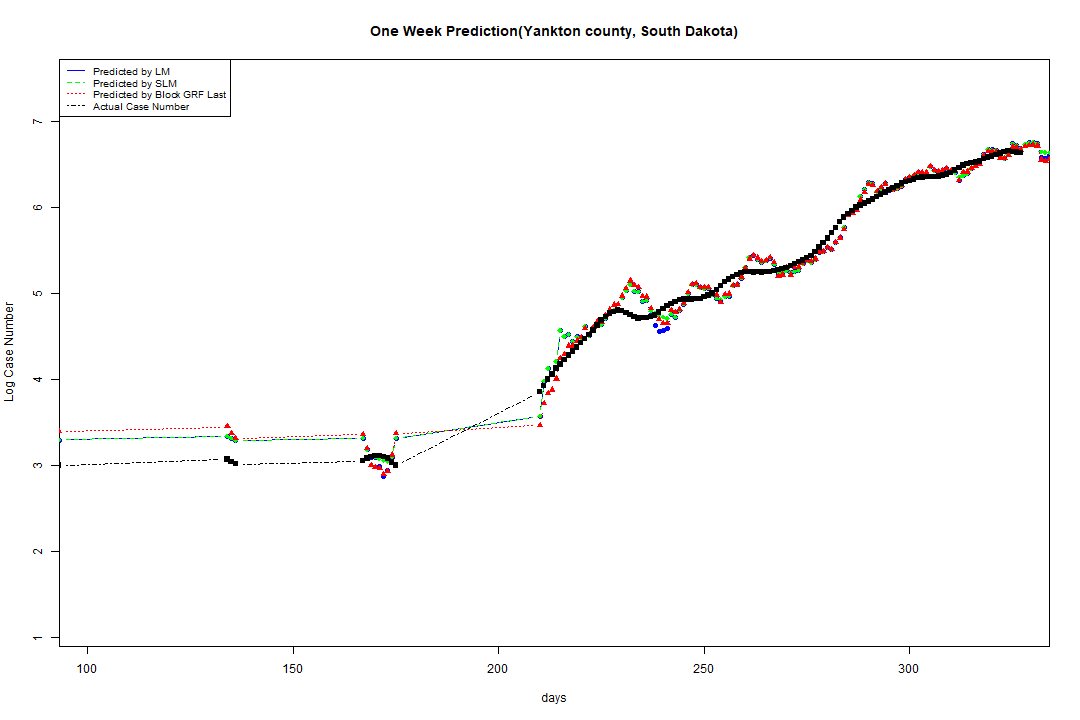 One Week Prediction(Yankton county, South Dakota)
Predicted by LM
Predicted by SLM
Predicted by Block GRF Last
Actual Case Number
7
6
5
4
3
2
1
Log Case Number
100 150 200 250 300
days